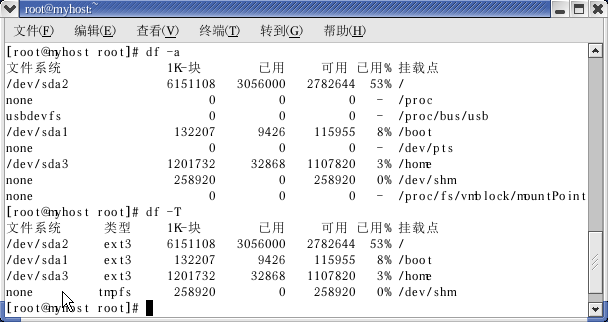 root@myhost:~
文件(F) 编辑(E) 查看(V) 终端(T) 转到(G) 帮助(H)
[root@myhost root]# df -a
文件系统 1K-块 已用 可用 已用% 挂载点
/dev/sda2 6151108 3056000 2782644 53% /
none 0 0 0 - /proc
usbdevfs 0 0 0 - /proc/bus/usb
/dev/sda1 132207 9426 115955 8% /boot
none 0 0 0 - /dev/pts
/dev/sda3 1201732 32868 1107820 3% /home
none 258920 0 258920 0% /dev/shm
none 0 0 0 - /proc/fs/vmblock/mountPoint
[root@myhost root]# df -T
文件系统 类型 1K-块 已用 可用 已用% 挂载点
/dev/sda2 ext3 6151108 3056000 2782644 53% /
/dev/sda1 ext3 132207 9426 115955 8% /boot
/dev/sda3 ext3 1201732 32868 1107820 3% /home
none tmpfs 258920 0 258920 0% /dev/shm
[root@myhost root]#